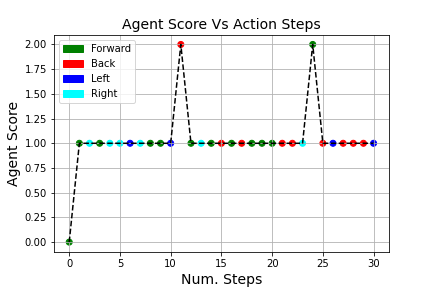 Agent Score Vs Action Steps
Agent Score
2.00
1.75
1.50
1.25
1.00
0.75
0.50
0.25
0.00
Forward
Back
Left
Right
0 5 10 15 20 25 30
Num. Steps